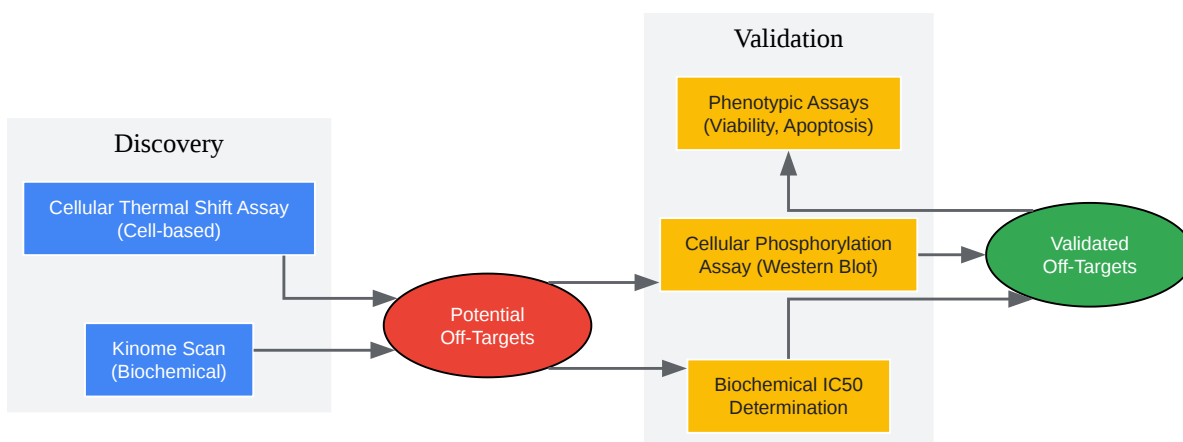 Discovery
Cellular Thermal Shift Assay
(Cell-based)
Kinome Scan
(Biochemical)
Potential
Off-Targets
Validation
Phenotypic Assays
(Viability, Apoptosis)
Cellular Phosphorylation
Assay (Western Blot)
Biochemical IC50
Determination
Validated
Off-Targets